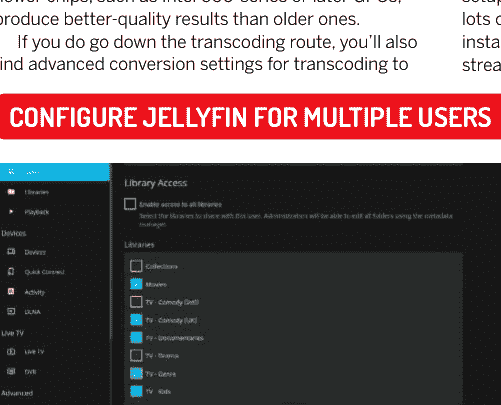 newer chips, such as Intel 600-series or later GPUs,
produce better-quality results than older ones.
If you do go down the transcoding route, you'll also
find advanced conversion settings for transcoding to
lots o
insta
strea
CONFIGURE JELLYFIN FOR MULTIPLE USERS
Libraries
Playback
Devices
Devices
Quick Connect
Activity
DLNA
Live TV
Live TV
DVR
Advanced
Library Access
Enable access to all libraries
Select the libraries to share with this user. Administrators will be able to edit all folders using the metadata
manager.
Libraries
Collections
Movies
TV - Comedy (Intl)
TV - Comedy (UK)
TV - Documentaries
TV - Drama
TV - Genre
TV - Kids